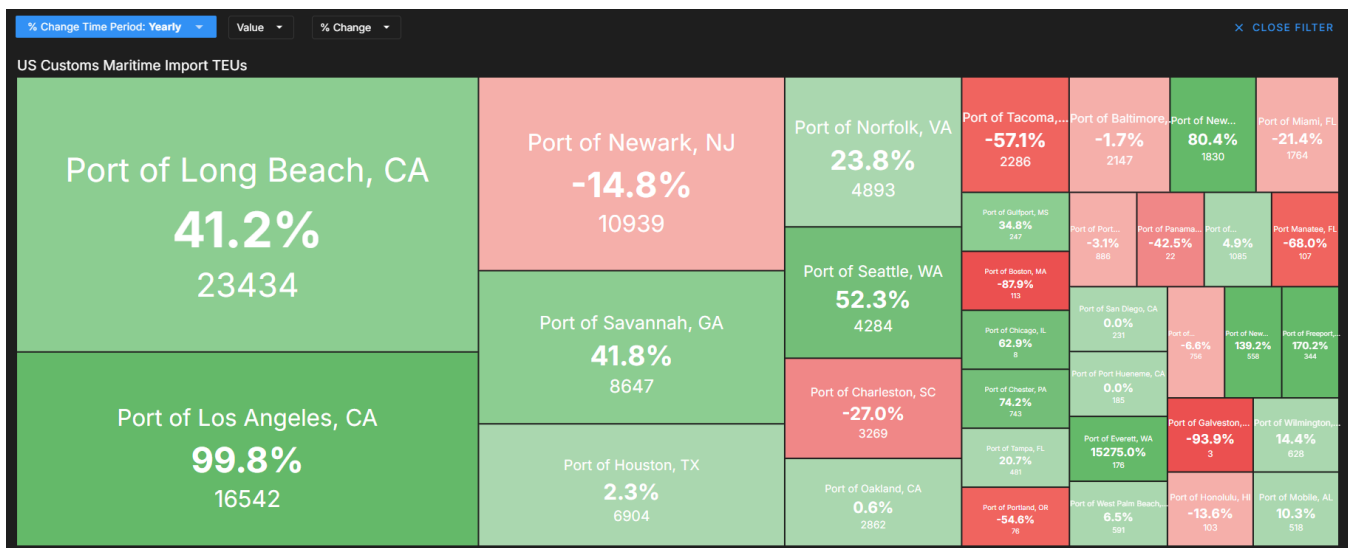 % Change Time Period: Yearly
Value
% Change
× CLOSE FILTER
US Customs Maritime Import TEUs
Port of Long Beach, CA
41.2%
23434
Port of Los Angeles, CA
99.8%
16542
Port of Newark, NJ
-14.8%
10939
Port of Savannah, GA
41.8%
8647
Port of Houston, TX
2.3%
6904
Port of Norfolk, VA
23.8%
4893
Port of Seattle, WA
52.3%
4284
Port of Charleston, SC
-27.0%
3269
Port of Oakland, CA
0.6%
2862
Port of Tacoma,...
-57.1%
2286
Port of Baltimore,...
-1.7%
2147
Port of New...
80.4%
1830
Port of Miami, FL
-21.4%
1764
Port of Gulfport, MS
34.8%
247
Port of Boston, MA
-87.9%
113
Port of Chicago, IL
62.9%
8
Port of Chester, PA
74.2%
743
Port of Tampa, FL
20.7%
481
Port of Portland, OR
-54.6%
76
Port of Port...
-3.1%
886
Port of Panama...
-42.5%
22
Port of...
4.9%
1085
Port Manatee, FL
-68.0%
107
Port of San Diego, CA
0.0%
231
Port of Port Hueneme, CA
0.0%
185
Port of Everett, WA
15275.0%
176
Port of West Palm Beach,...
6.5%
591
Port of...
-6.6%
756
Port of New...
139.2%
558
Port of Freeport,...
170.2%
344
Port of Galveston,...
-93.9%
3
Port of Wilmington,...
14.4%
628
Port of Honolulu, HI
-13.6%
103
Port of Mobile, AL
10.3%
518